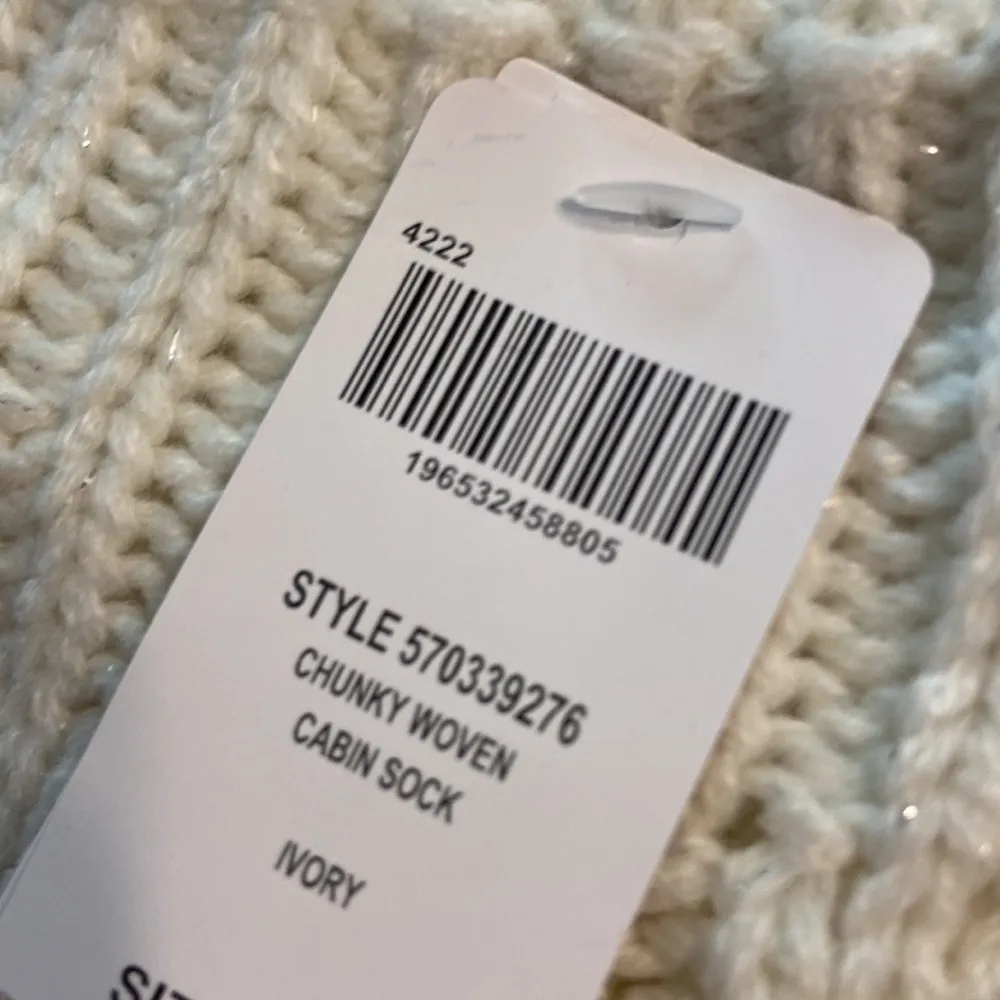 4222
196532458805
STYLE 570339276
CHUNKY WOVEN
CABIN SOCK
IVORY